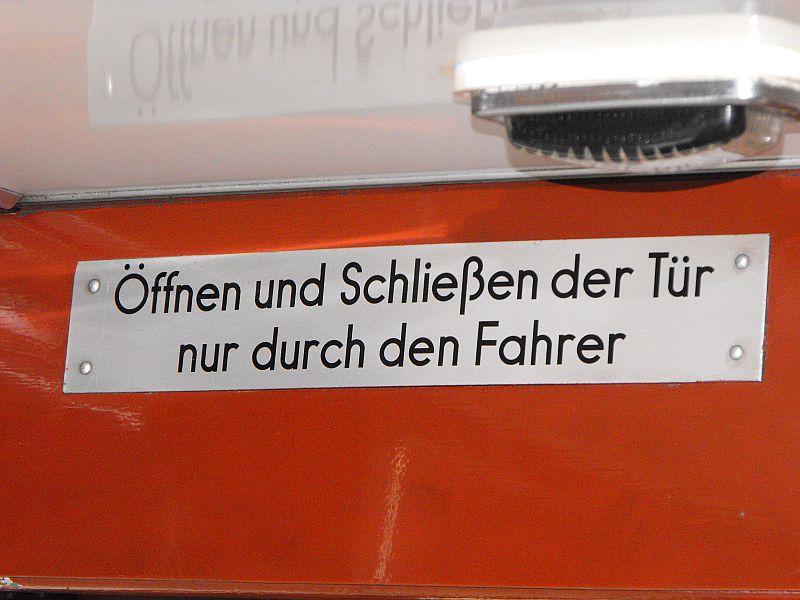 Öffnen und Schließen der Tür
nur durch den Fahrer